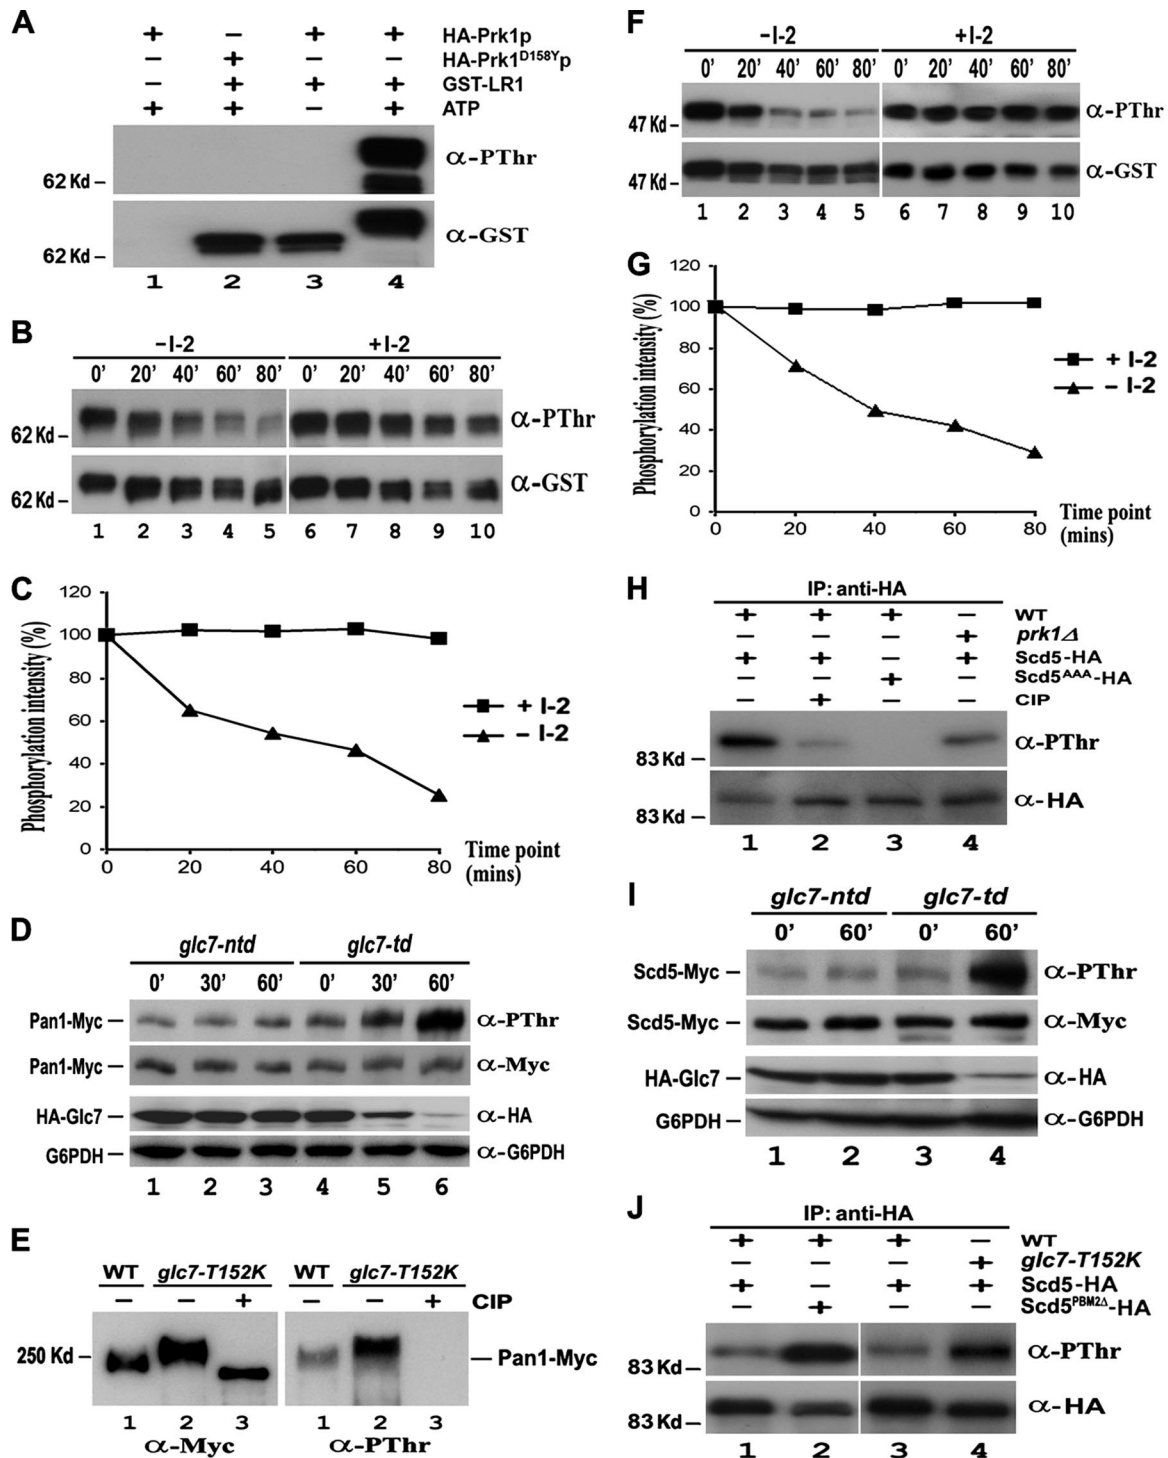 A
+ − + + HA-Prk1p
− + − − HA-Prk1D158Yp
− + + + GST-LR1
+ + − + ATP
α-PThr
62 Kd –
α-GST
62 Kd –
1 2 3 4
B
−I-2 +I-2
0' 20' 40' 60' 80' 0' 20' 40' 60' 80'
α-PThr
62 Kd –
α-GST
62 Kd –
1 2 3 4 5 6 7 8 9 10
C
Phosphorylation intensity (%)
120
100
80
60
40
20
0
0 20 40 60 80
Time point
(mins)
+ I-2
− I-2
D
glc7-ntd glc7-td
0' 30' 60' 0' 30' 60'
Pan1-Myc – α-PThr
Pan1-Myc – α-Myc
HA-Glc7 – α-HA
G6PDH – α-G6PDH
1 2 3 4 5 6
E
WT glc7-T152K WT glc7-T152K
− − + − − + CIP
250 Kd – — Pan1-Myc
1 2 3 1 2 3
α-Myc α-PThr
F
−I-2 +I-2
0' 20' 40' 60' 80' 0' 20' 40' 60' 80'
α-PThr
47 Kd –
α-GST
47 Kd –
1 2 3 4 5 6 7 8 9 10
G
Phosphorylation intensity (%)
120
100
80
60
40
20
0
0 20 40 60 80
Time point
(mins)
+ I-2
− I-2
H
IP: anti-HA
+ + + − WT
− − − + prk1Δ
+ + − + Scd5-HA
− − + − Scd5AAA-HA
− + − − CIP
α-PThr
83 Kd –
α-HA
83 Kd –
1 2 3 4
I
glc7-ntd glc7-td
0' 60' 0' 60'
Scd5-Myc – α-PThr
Scd5-Myc – α-Myc
HA-Glc7 – α-HA
G6PDH – α-G6PDH
1 2 3 4
J
IP: anti-HA
+ + + − WT
− − − + glc7-T152K
+ − + + Scd5-HA
− + − − Scd5PBM2Δ-HA
α-PThr
83 Kd –
α-HA
83 Kd –
1 2 3 4